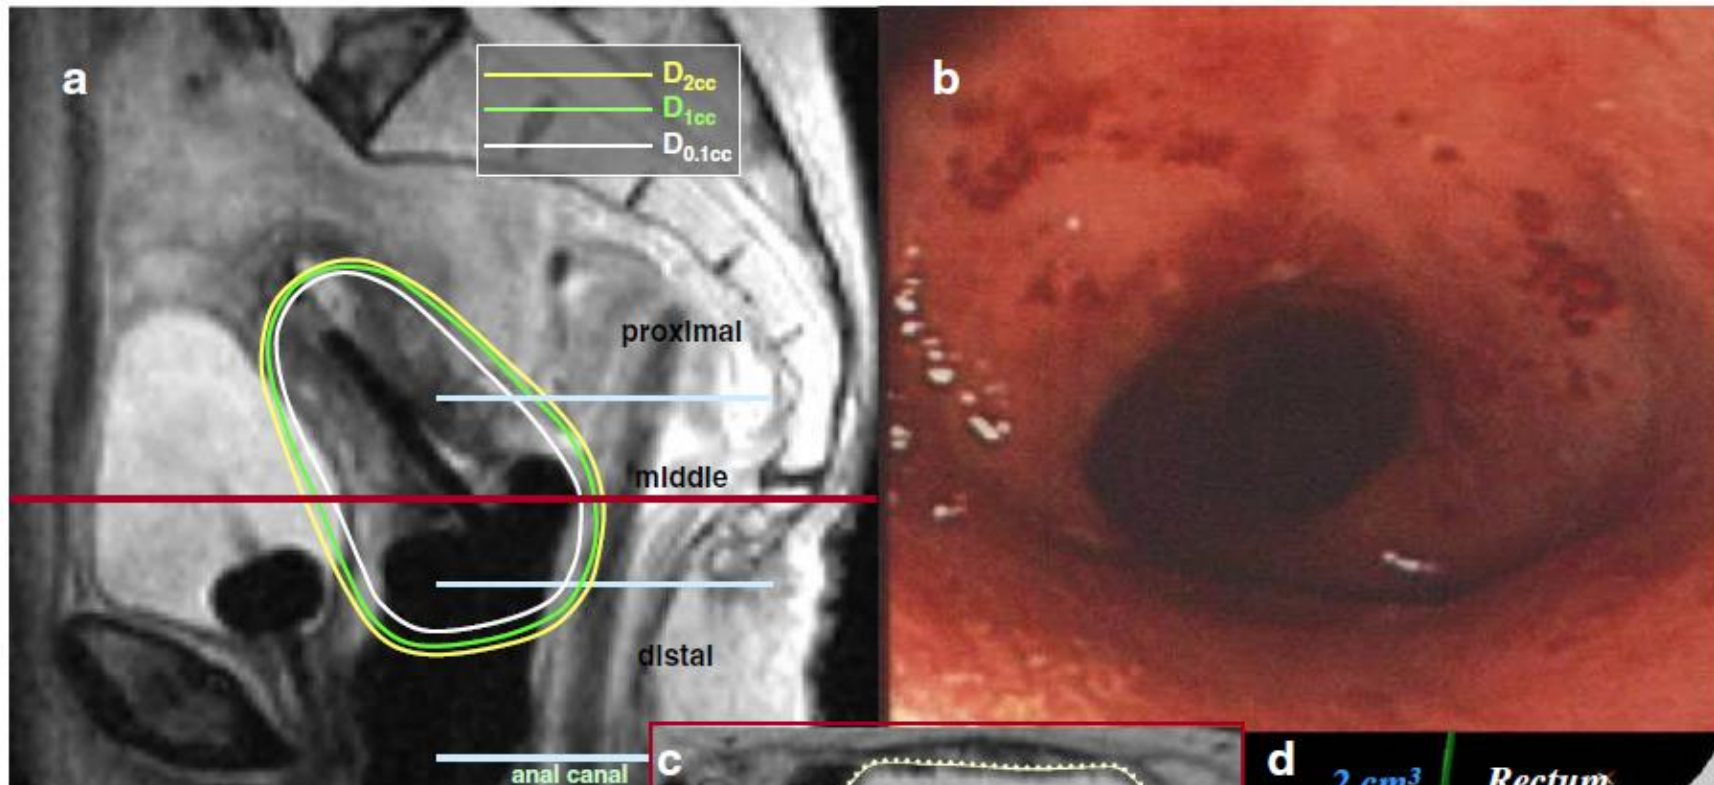 a
D2cc
D1cc
D0.1cc
b
proximal
middle
distal
anal canal
c
d
2 cm³
Rectum